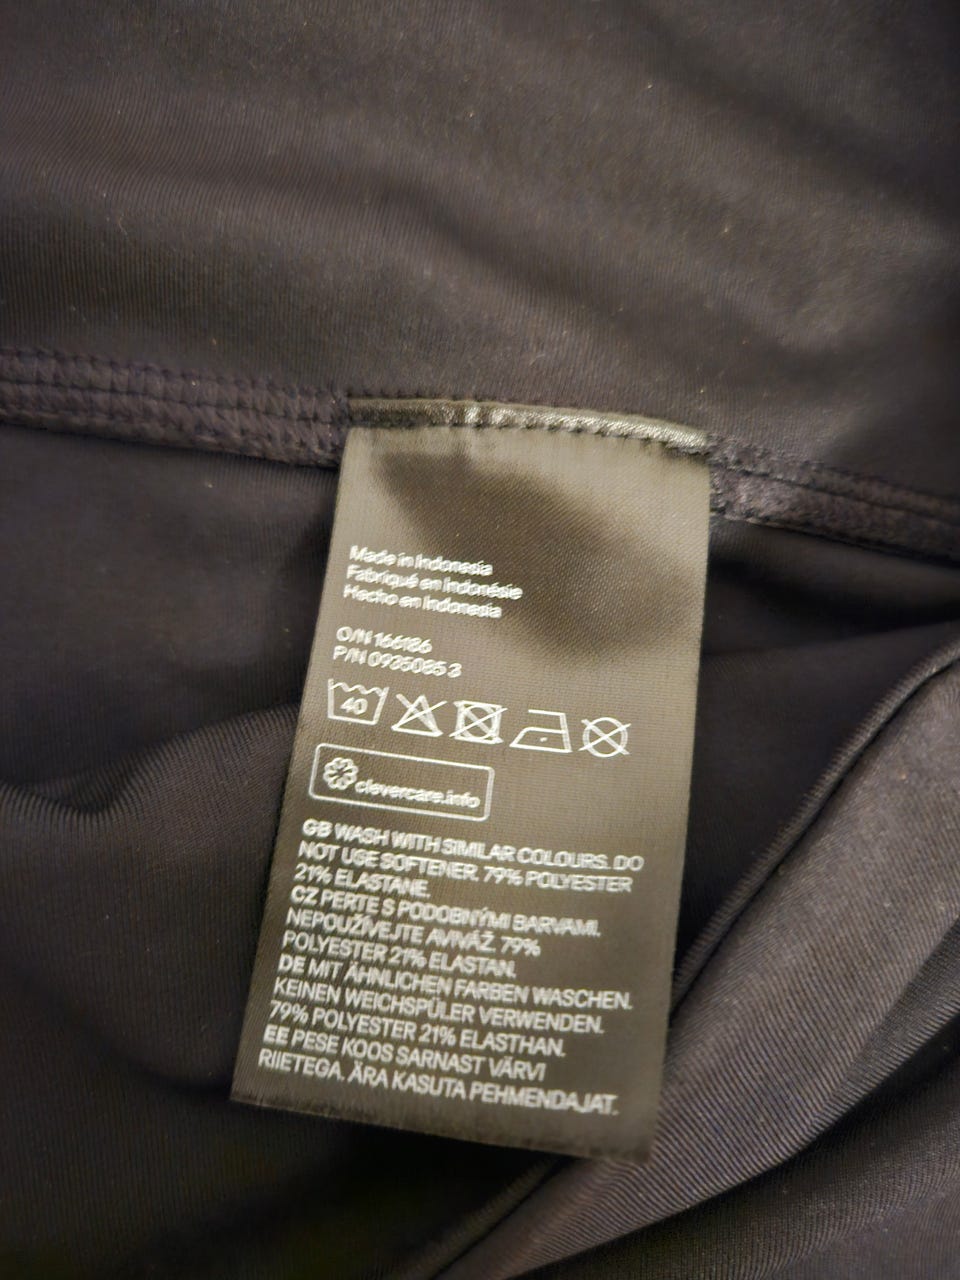 Made in Indonesia
Fabriqué en Indonésie
Hecho en Indonesia
O/N 166186
P/N 0935085 3
40
clevercare.info
GB WASH WITH SIMILAR COLOURS. DO
NOT USE SOFTENER. 79% POLYESTER
21% ELASTANE.
CZ PERTE S PODOBNÝMI BARVAMI.
NEPOUŽÍVEJTE AVIVÁŽ. 79%
POLYESTER 21% ELASTAN.
DE MIT ÄHNLICHEN FARBEN WASCHEN.
KEINEN WEICHSPÜLER VERWENDEN.
79% POLYESTER 21% ELASTHAN.
EE PESE KOOS SARNAST VÄRVI
RIIETEGA. ÄRA KASUTA PEHMENDAJAT.